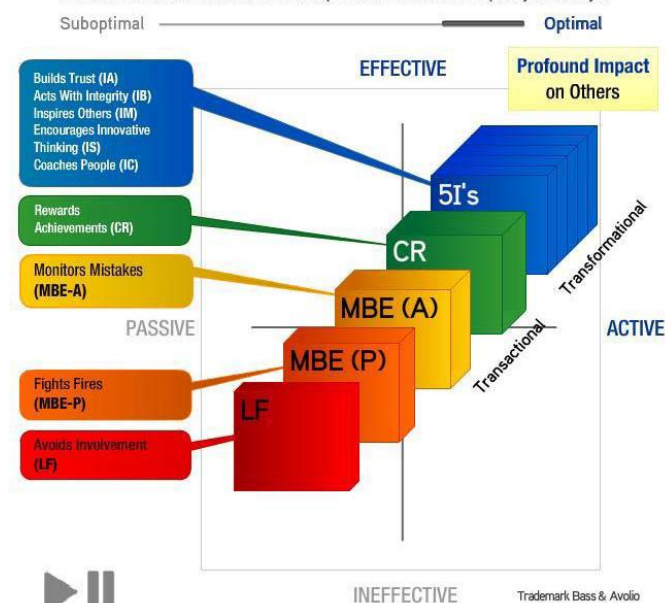 Suboptimal
Optimal
EFFECTIVE
Profound Impact
on Others
Builds Trust (IA)
Acts With Integrity (IB)
Inspires Others (IM)
Encourages Innovative
Thinking (IS)
Coaches People (IC)
5I's
Rewards
Achievements (CR)
CR
Transformational
Monitors Mistakes
(MBE-A)
MBE (A)
PASSIVE
ACTIVE
Transactional
MBE (P)
Fights Fires
(MBE-P)
LF
Avoids Involvement
(LF)
INEFFECTIVE
Trademark Bass & Avolio